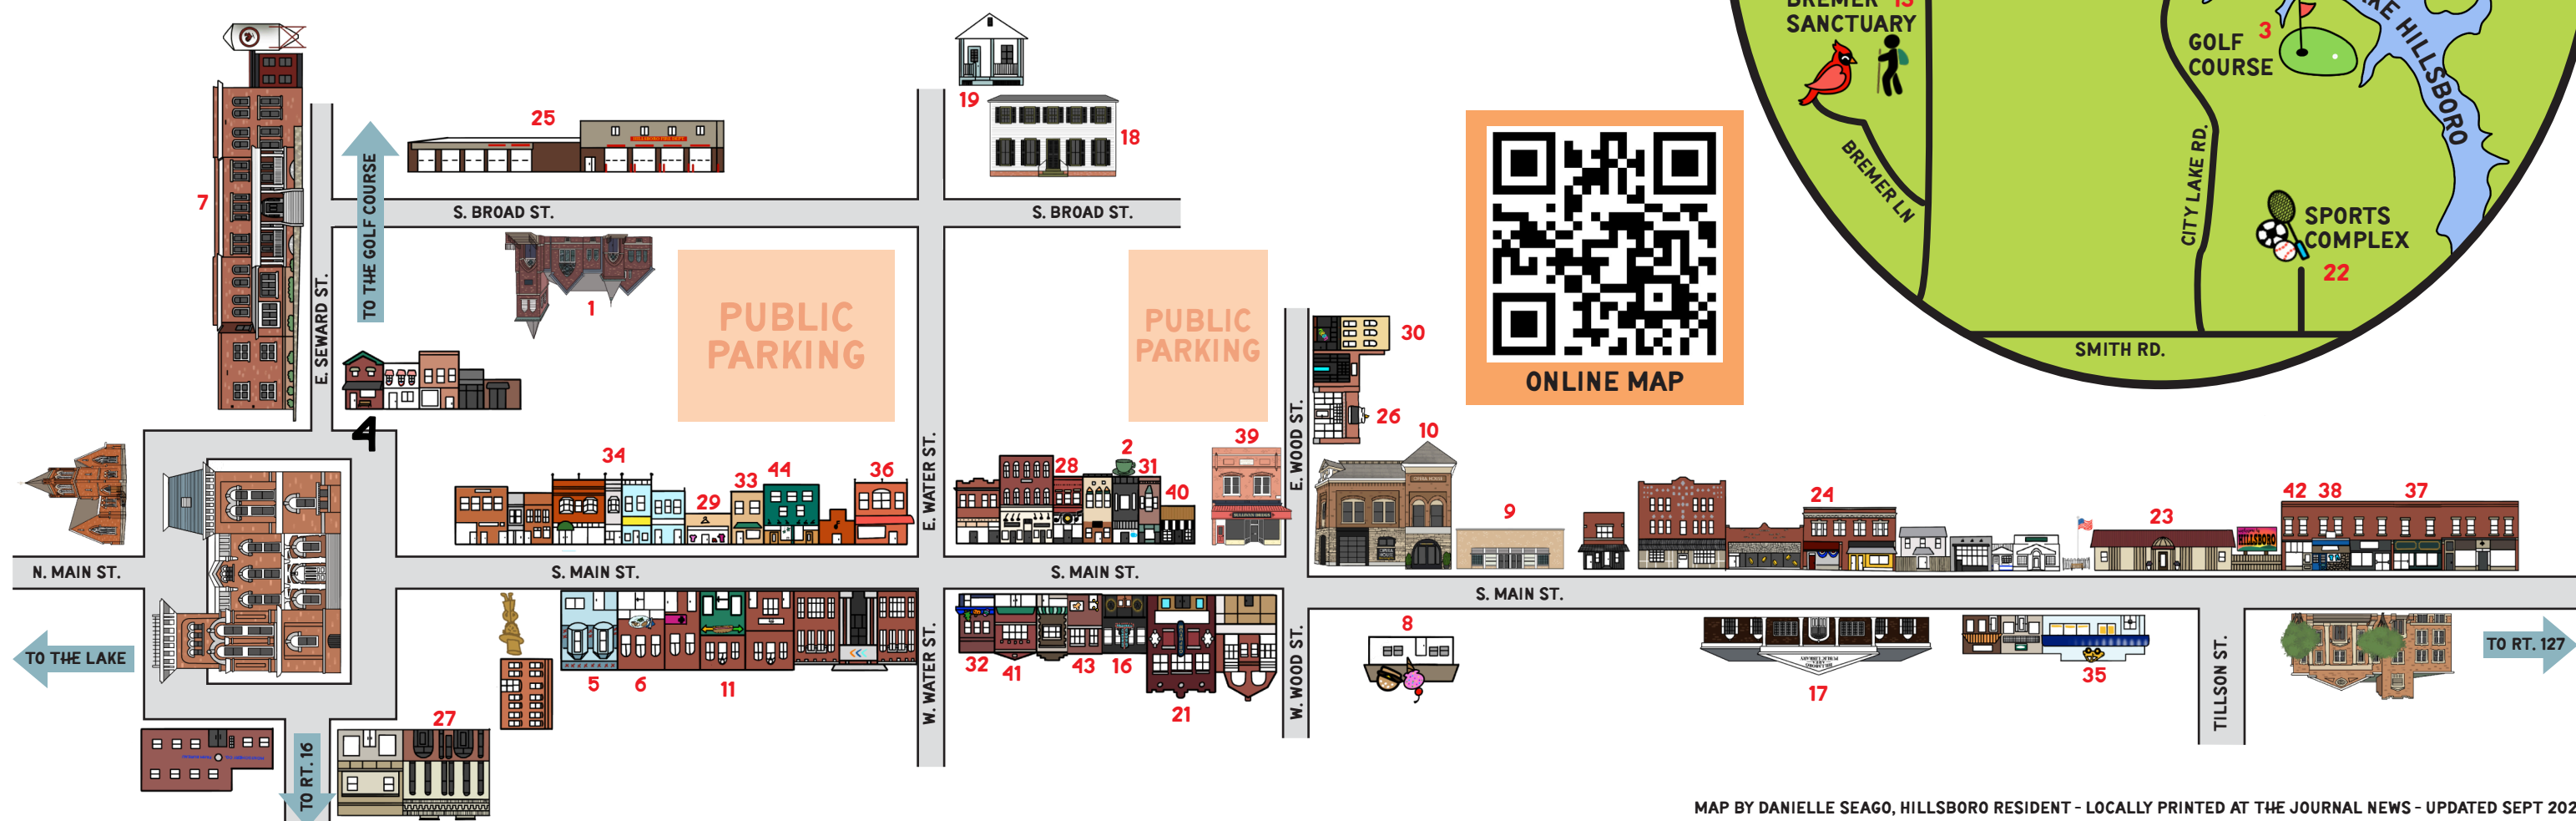 BREMER 13
SANCTUARY
GOLF 3
COURSE
LAKE HILLSBORO
BREMER LN
CITY LAKE RD.
SPORTS
COMPLEX
22
SMITH RD.
19
18
25
7
TO THE GOLF COURSE
S. BROAD ST.
S. BROAD ST.
E. SEWARD ST.
1
PUBLIC
PARKING
PUBLIC
PARKING
ONLINE MAP
30
26
10
4
34
29
33
44
36
E. WATER ST.
28
2
31
40
39
E. WOOD ST.
9
24
23
HILLSBORO
42
38
37
N. MAIN ST.
S. MAIN ST.
S. MAIN ST.
S. MAIN ST.
TO THE LAKE
5
6
11
W. WATER ST.
32
41
43
16
21
W. WOOD ST.
8
17
35
TILLSON ST.
TO RT. 127
27
TO RT. 16
MAP BY DANIELLE SEAGO, HILLSBORO RESIDENT - LOCALLY PRINTED AT THE JOURNAL NEWS - UPDATED SEPT 202